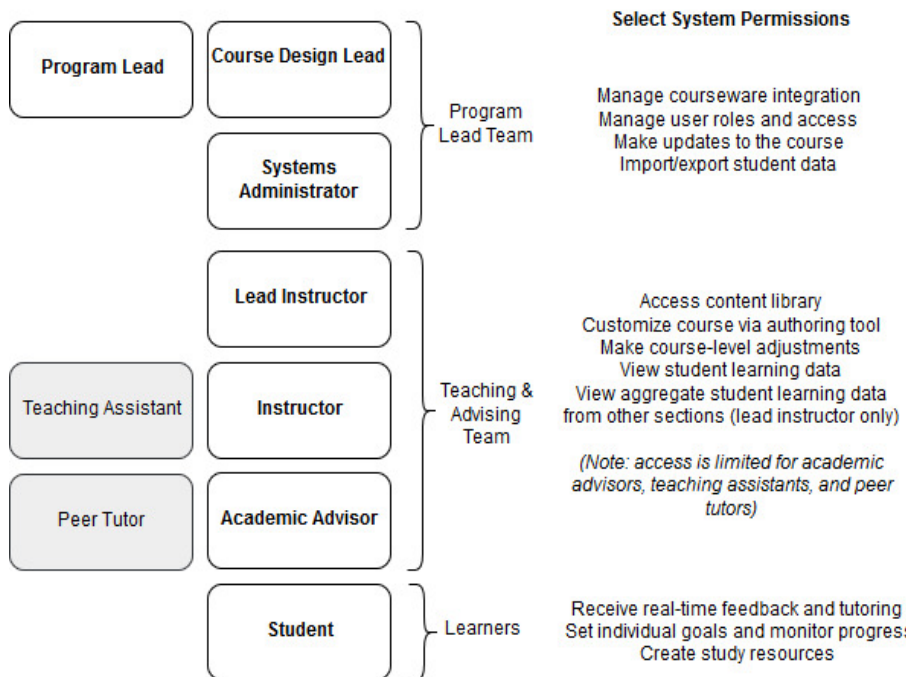 Select System Permissions
Program Lead
Course Design Lead
Systems
Administrator
Program
Lead Team
Manage courseware integration
Manage user roles and access
Make updates to the course
Import/export student data
Lead Instructor
Teaching Assistant
Instructor
Peer Tutor
Academic Advisor
Teaching &
Advising
Team
Access content library
Customize course via authoring tool
Make course-level adjustments
View student learning data
View aggregate student learning data
from other sections (lead instructor only)
(Note: access is limited for academic
advisors, teaching assistants, and peer
tutors)
Student
Learners
Receive real-time feedback and tutoring
Set individual goals and monitor progress
Create study resources